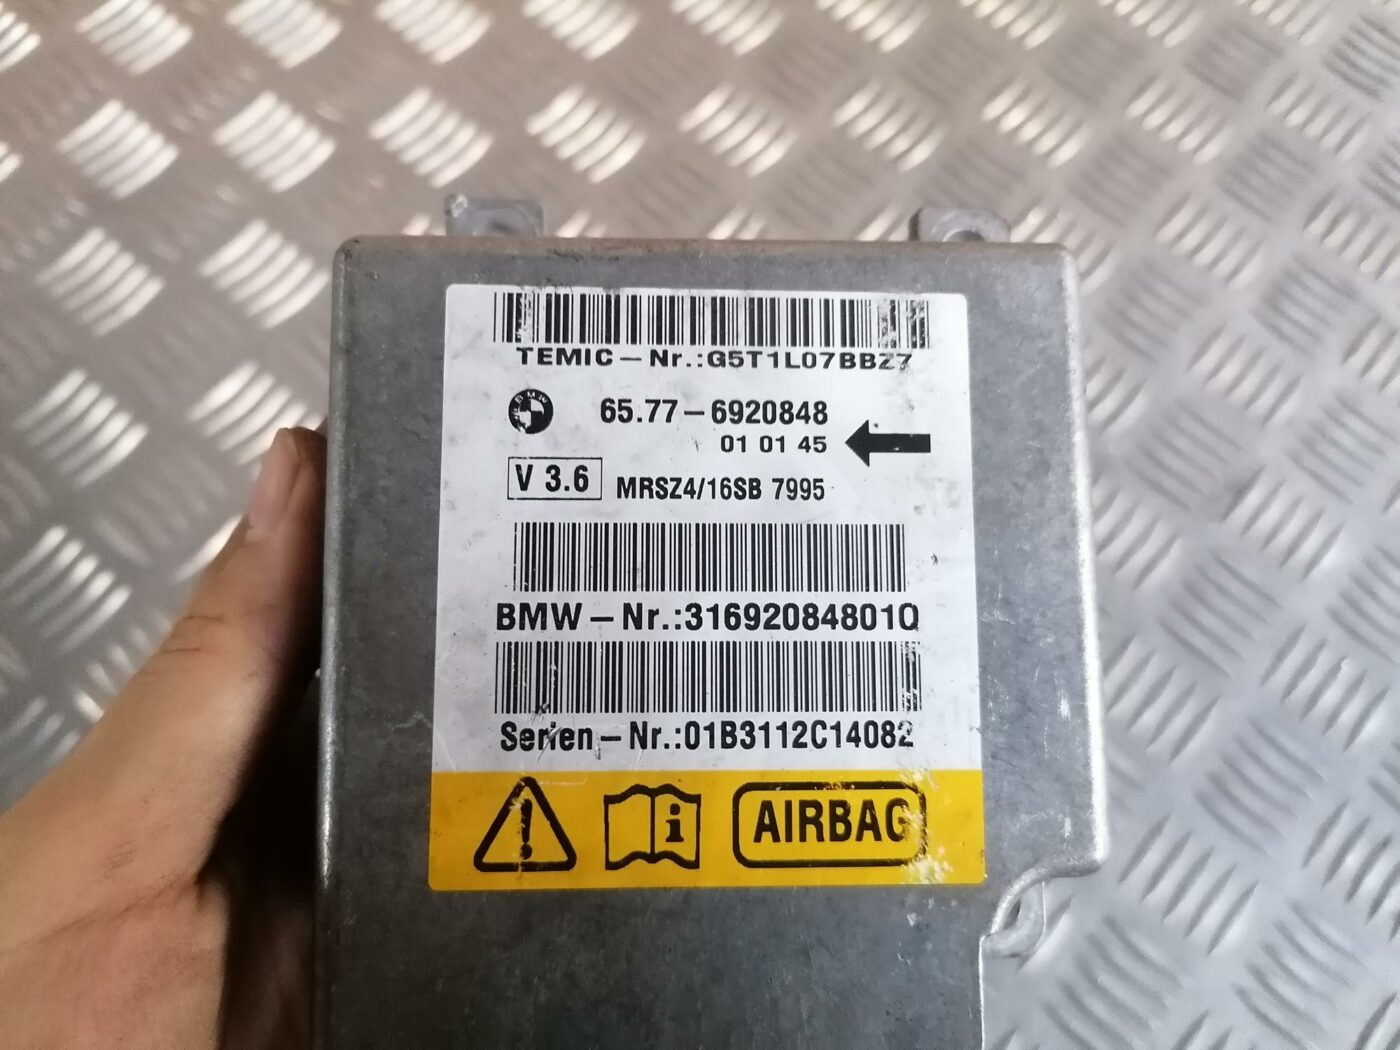 TEMIC-Nr.:G5T1L07BBZ7
BMW
65.77-6920848
01 01 45
V 3.6
MRSZ4/16SB 7995
BMW-Nr.:316920848010
Serien-Nr.:01B3112C14082
! i AIRBAG